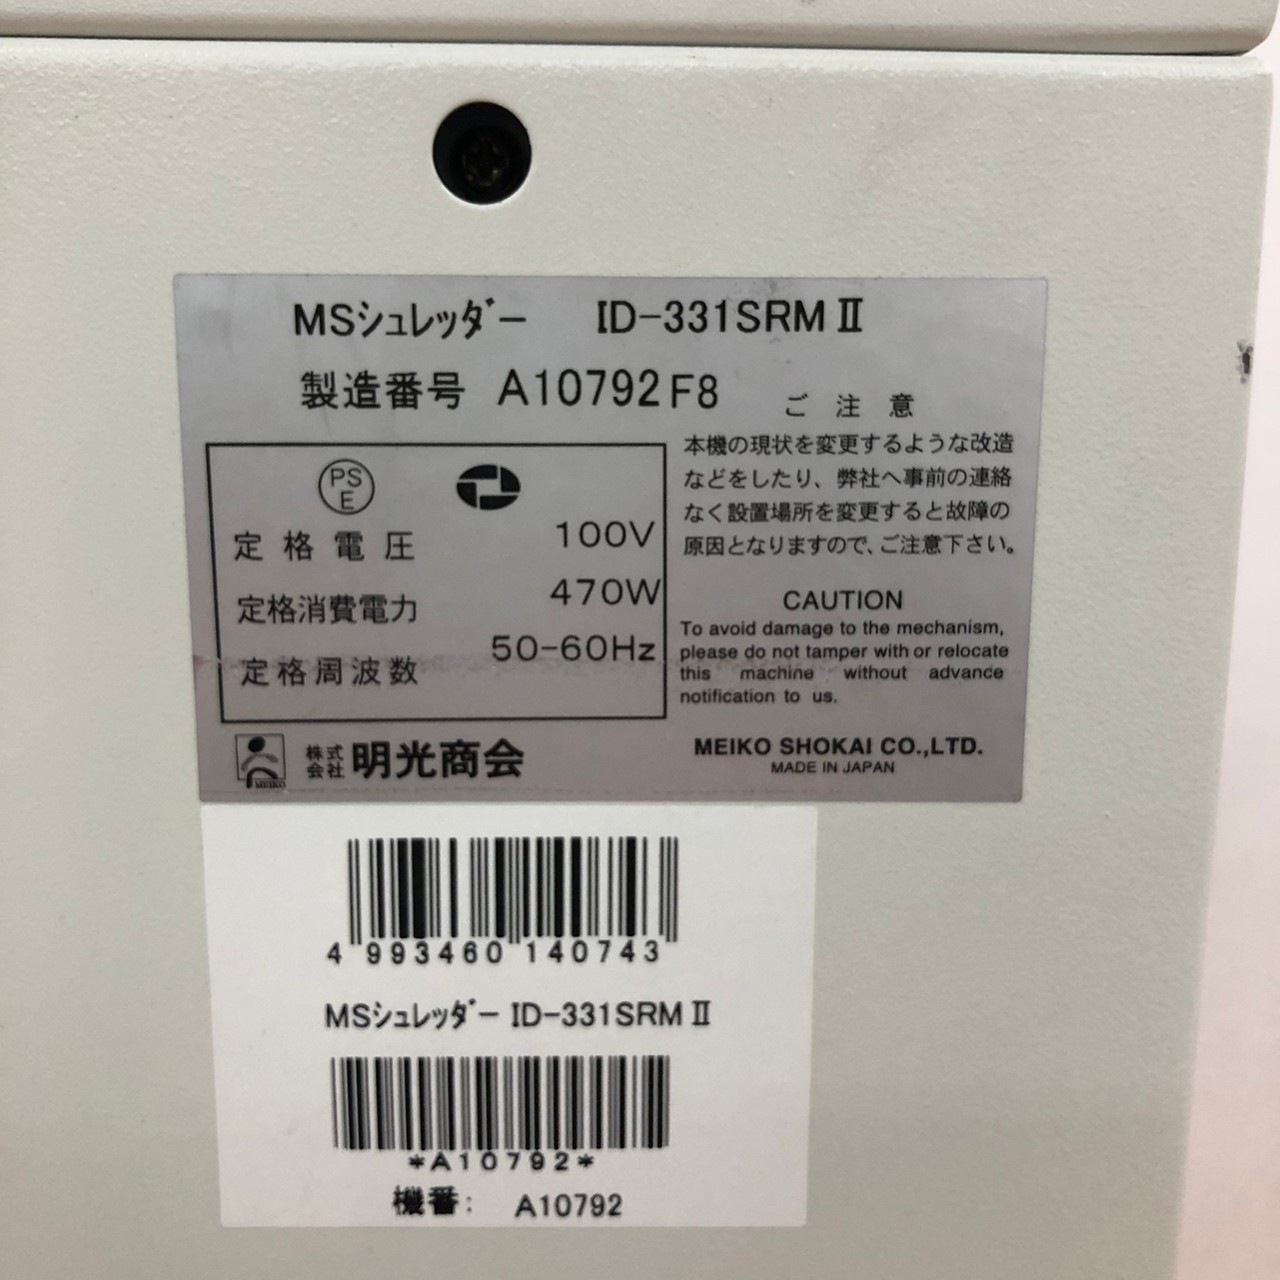 MSシュレッダー ID-331SRMⅡ
製造番号 A10792F8
PS
E
定格電圧 100V
定格消費電力 470W
定格周波数 50-60Hz
ご注意
本機の現状を変更するような改造
などをしたり、弊社へ事前の連絡
なく設置場所を変更すると故障の
原因となりますので、ご注意下さい。
CAUTION
To avoid damage to the mechanism,
please do not tamper with or relocate
this machine without advance
notification to us.
MEIKO
株式会社 明光商会
MEIKO SHOKAI CO.,LTD.
MADE IN JAPAN
4 993460 140743
MSシュレッダー ID-331SRMⅡ
*A10792*
機番: A10792